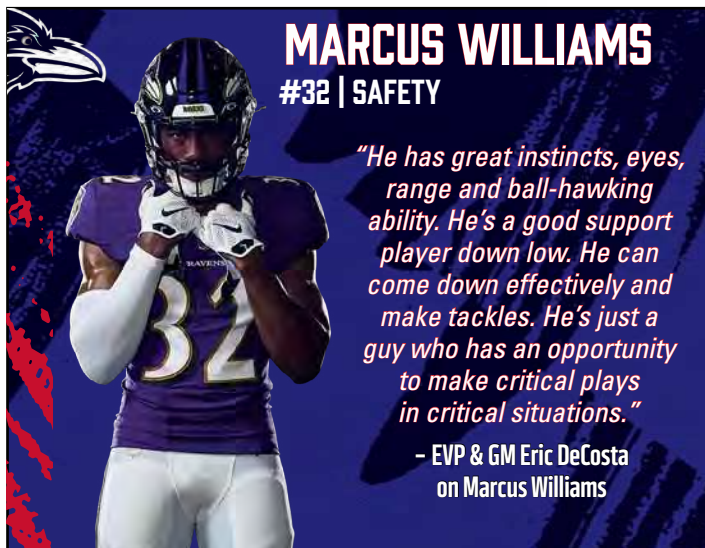 MARCUS WILLIAMS
#32 | SAFETY
“He has great instincts, eyes,
range and ball-hawking
ability. He’s a good support
player down low. He can
come down effectively and
make tackles. He’s just a
guy who has an opportunity
to make critical plays
in critical situations.”
– EVP & GM Eric DeCosta
on Marcus Williams
32
RAVENS
32